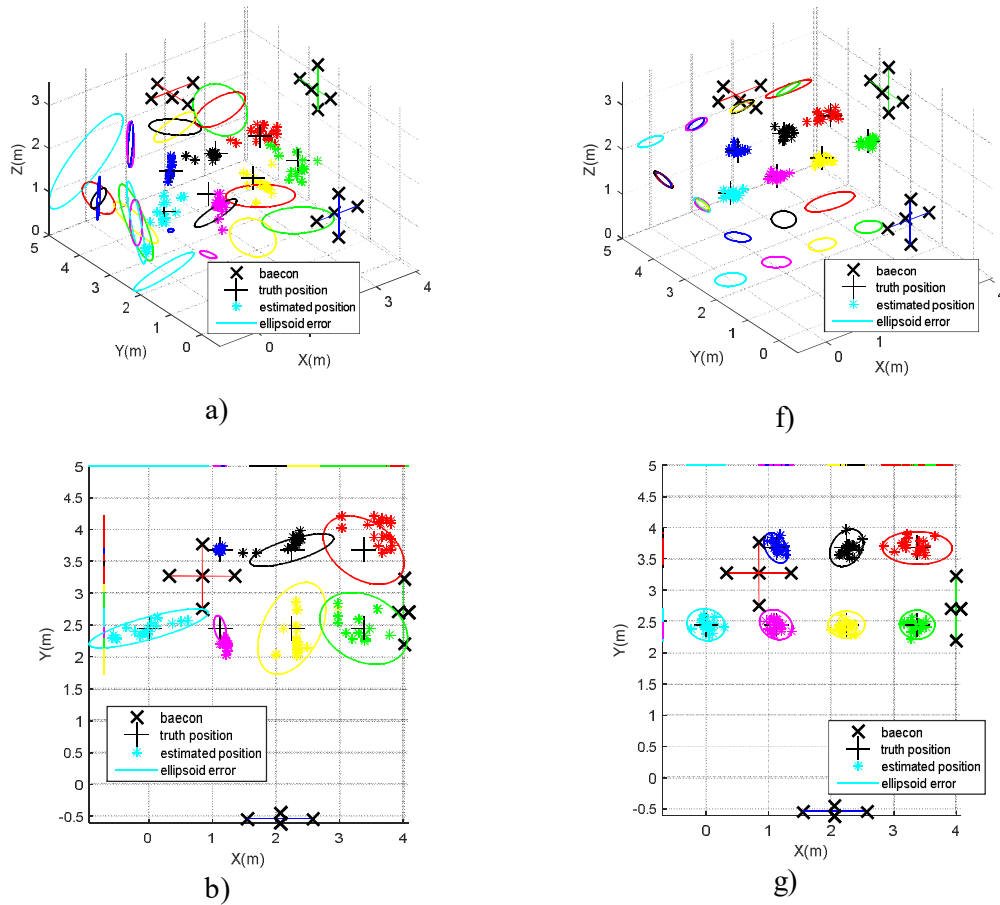 3
2
1
0
Z(m)
5
4
3
2
1
0
Y(m)
0
3
4
X(m)
baecon
truth position
estimated position
ellipsoid error
a)
3
2
1
0
Z(m)
5
4
3
2
1
0
Y(m)
0
1
3
X(m)
baecon
truth position
estimated position
ellipsoid error
f)
5
4.5
4
3.5
3
2.5
2
1.5
1
0.5
0
-0.5
Y(m)
0
1
2
3
4
X(m)
baecon
truth position
estimated position
ellipsoid error
b)
5
4.5
4
3.5
3
2.5
2
1.5
1
0.5
0
-0.5
Y(m)
0
1
2
3
4
X(m)
baecon
truth position
estimated position
ellipsoid error
g)